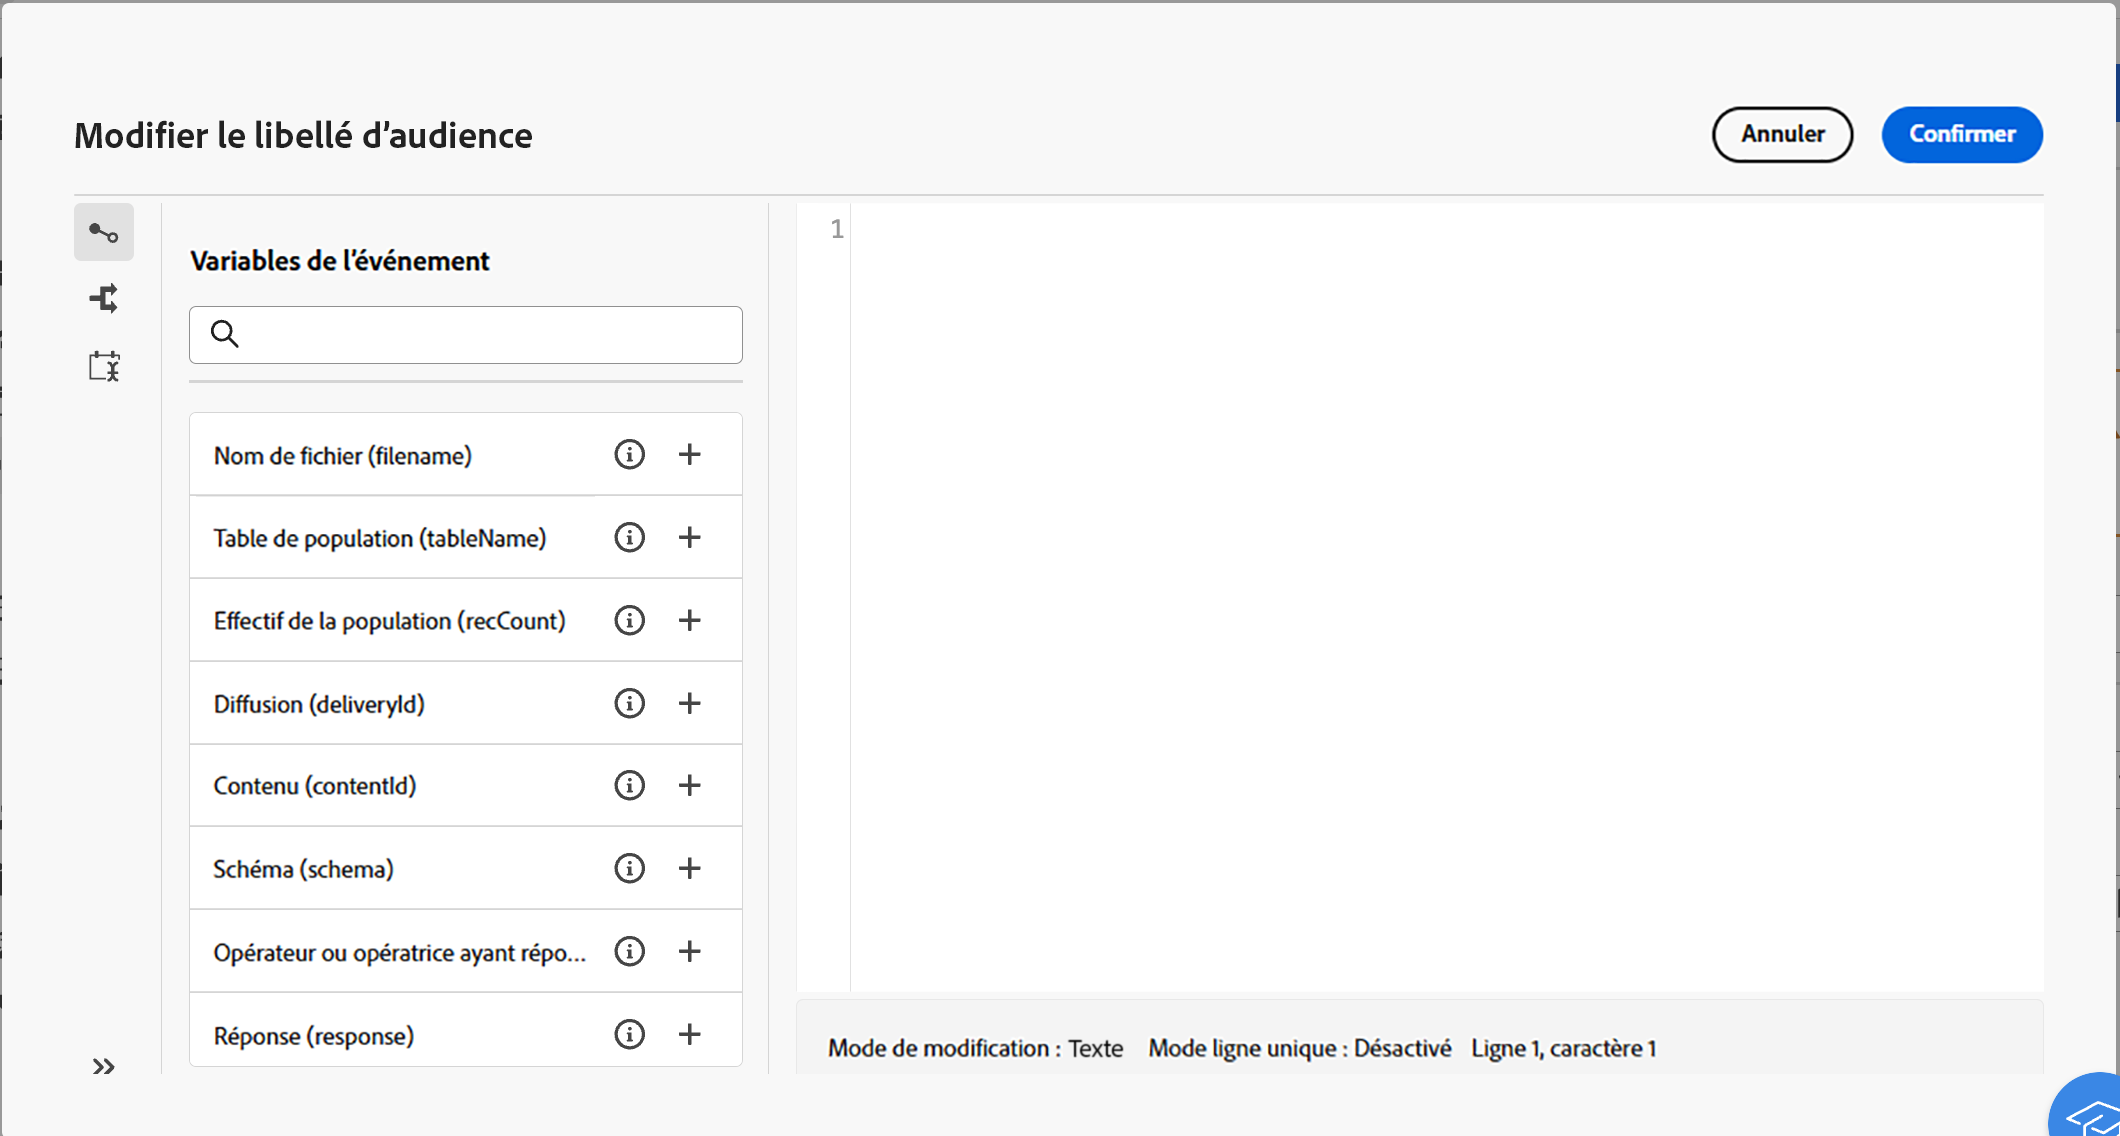 Modifier le libellé d’audience
Annuler
Confirmer
Variables de l’événement
Nom de fichier (filename)
Table de population (tableName)
Effectif de la population (recCount)
Diffusion (deliveryId)
Contenu (contentId)
Schéma (schema)
Opérateur ou opératrice ayant répo...
Réponse (response)
1
Mode de modification : Texte Mode ligne unique : Désactivé Ligne 1, caractère 1